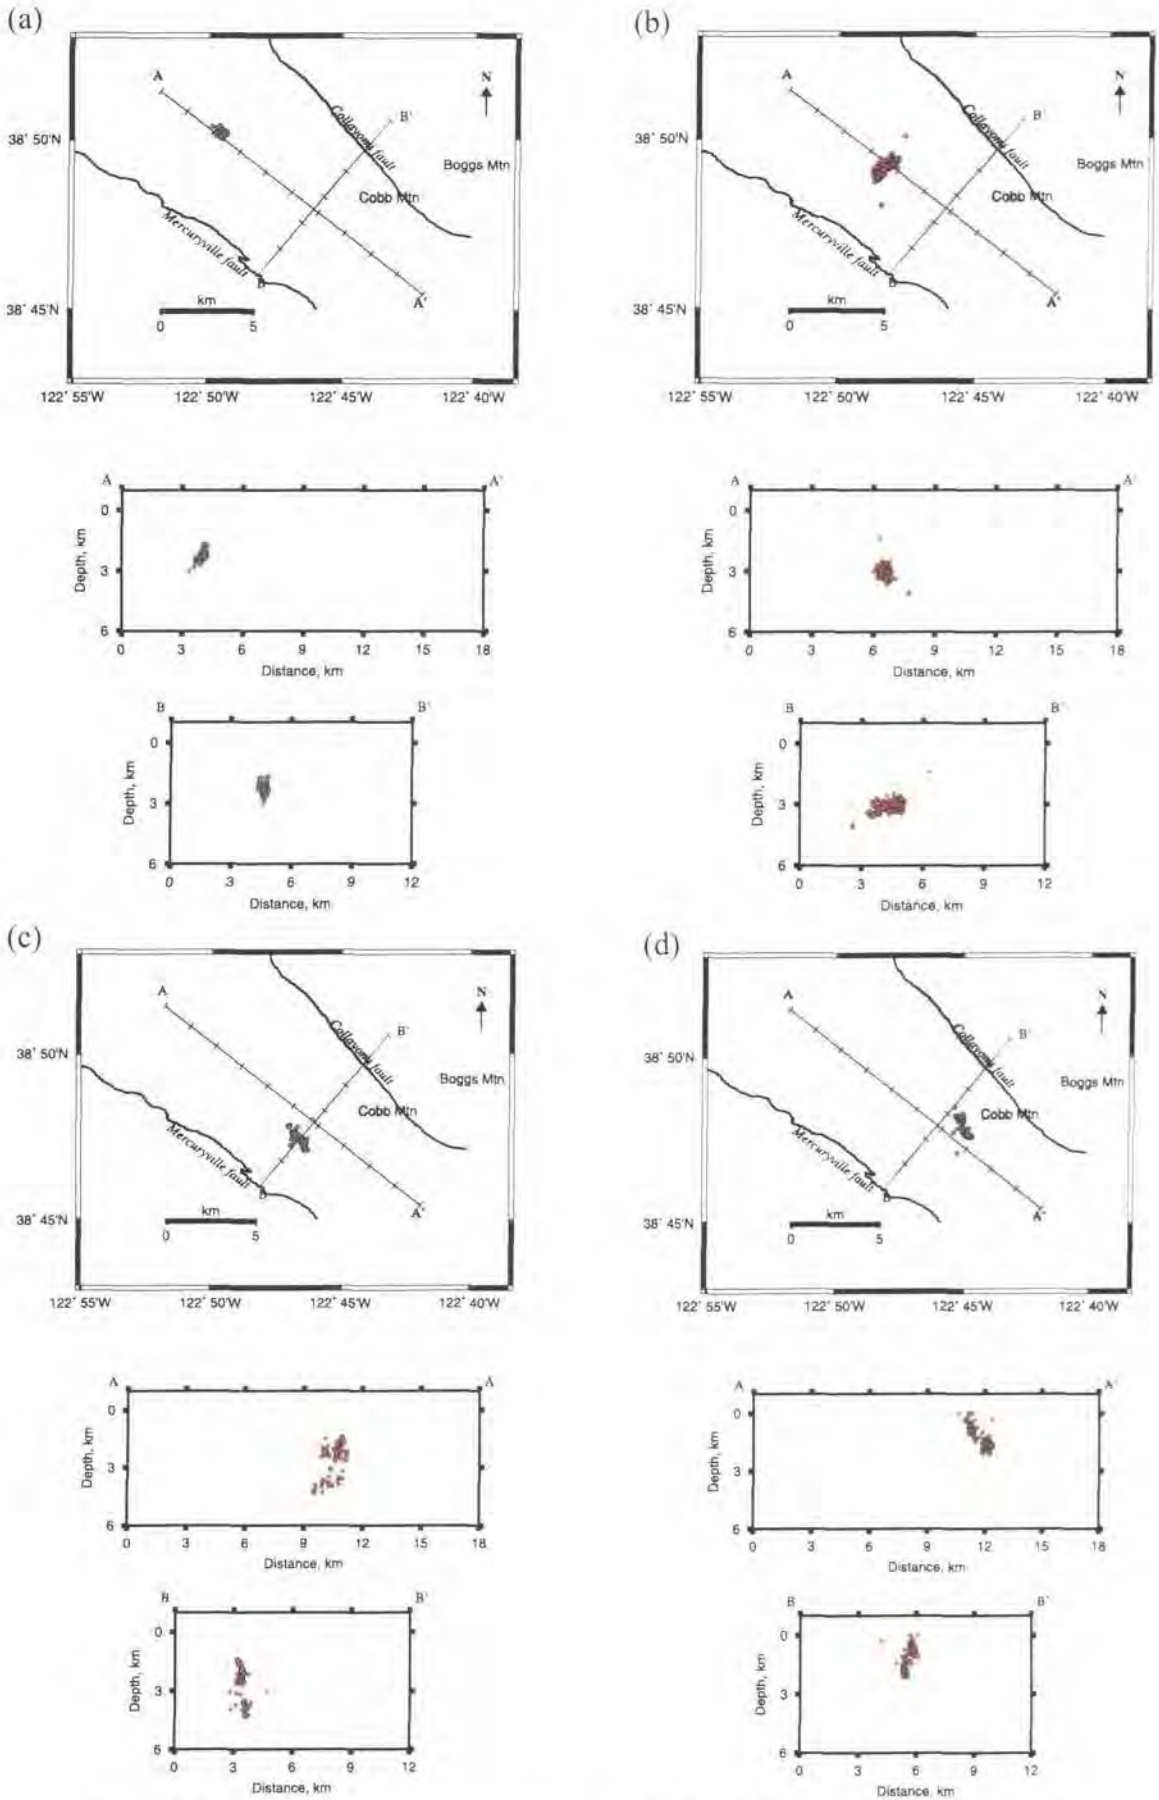 (a)
A
N
B'
Collayomi fault
38° 50'N
Boggs Mtn
Cobb Mtn
Mercuryville fault
B
A'
km
38° 45'N
0 5
122° 55'W 122° 50'W 122° 45'W 122° 40'W
A A'
0
Depth, km
3
6
0 3 6 9 12 15 18
Distance, km
B B'
0
Depth, km
3
6
0 3 6 9 12
Distance, km
(b)
A
N
B'
Collayomi fault
38° 50'N
Boggs Mtn
Cobb Mtn
Mercuryville fault
B
A'
km
38° 45'N
0 5
122° 55'W 122° 50'W 122° 45'W 122° 40'W
A A'
0
Depth, km
3
6
0 3 6 9 12 15 18
Distance, km
B B'
0
Depth, km
3
6
0 3 6 9 12
Distance, km
(c)
A
N
B'
Collayomi fault
38° 50'N
Boggs Mtn
Cobb Mtn
Mercuryville fault
B
A'
km
38° 45'N
0 5
122° 55'W 122° 50'W 122° 45'W 122° 40'W
A A
0
Depth, km
3
6
0 3 6 9 12 15 18
Distance, km
B B'
0
Depth, km
3
6
0 3 6 9 12
Distance, km
(d)
A
N
B'
Collayomi fault
38° 50'N
Boggs Mtn
Cobb Mtn
Mercuryville fault
B
A'
km
38° 45'N
0 5
122° 55'W 122° 50'W 122° 45'W 122° 40'W
A A'
0
Depth, km
3
6
0 3 6 9 12 15 18
Distance, km
B B'
0
Depth, km
3
6
0 3 6 9 12
Distance, km